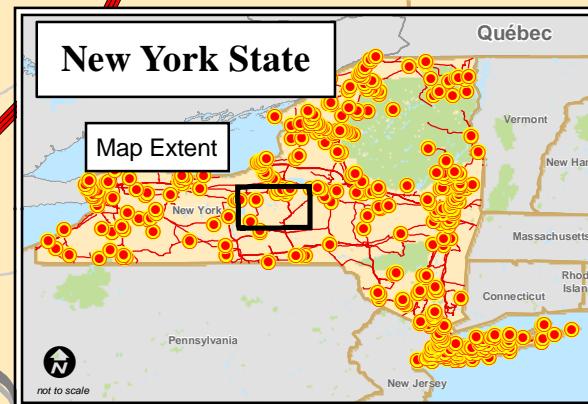 Québec
New York State
Vermont
Map Extent
New Ham
New York
Massachusetts
Rhod
Islan
Connecticut
Pennsylvania
N
not to scale
New Jersey